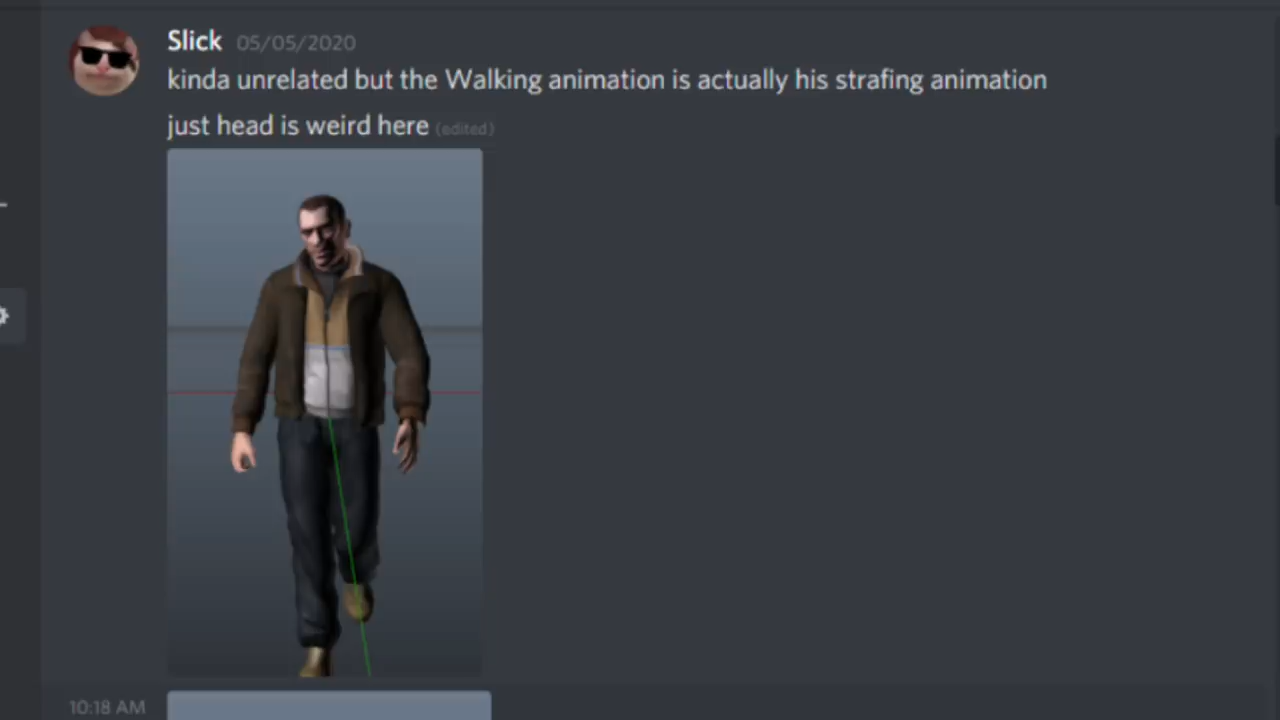 Slick 05/05/2020
kinda unrelated but the Walking animation is actually his strafing animation
just head is weird here (edited)
10:18 AM